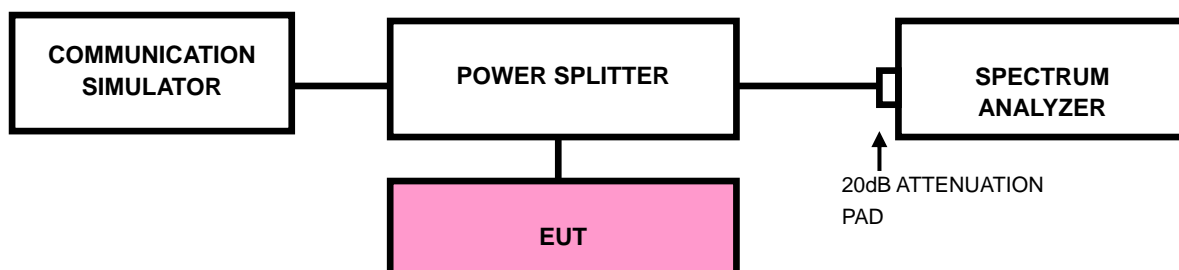 COMMUNICATION
SIMULATOR
POWER SPLITTER
SPECTRUM
ANALYZER
20dB ATTENUATION
PAD
EUT